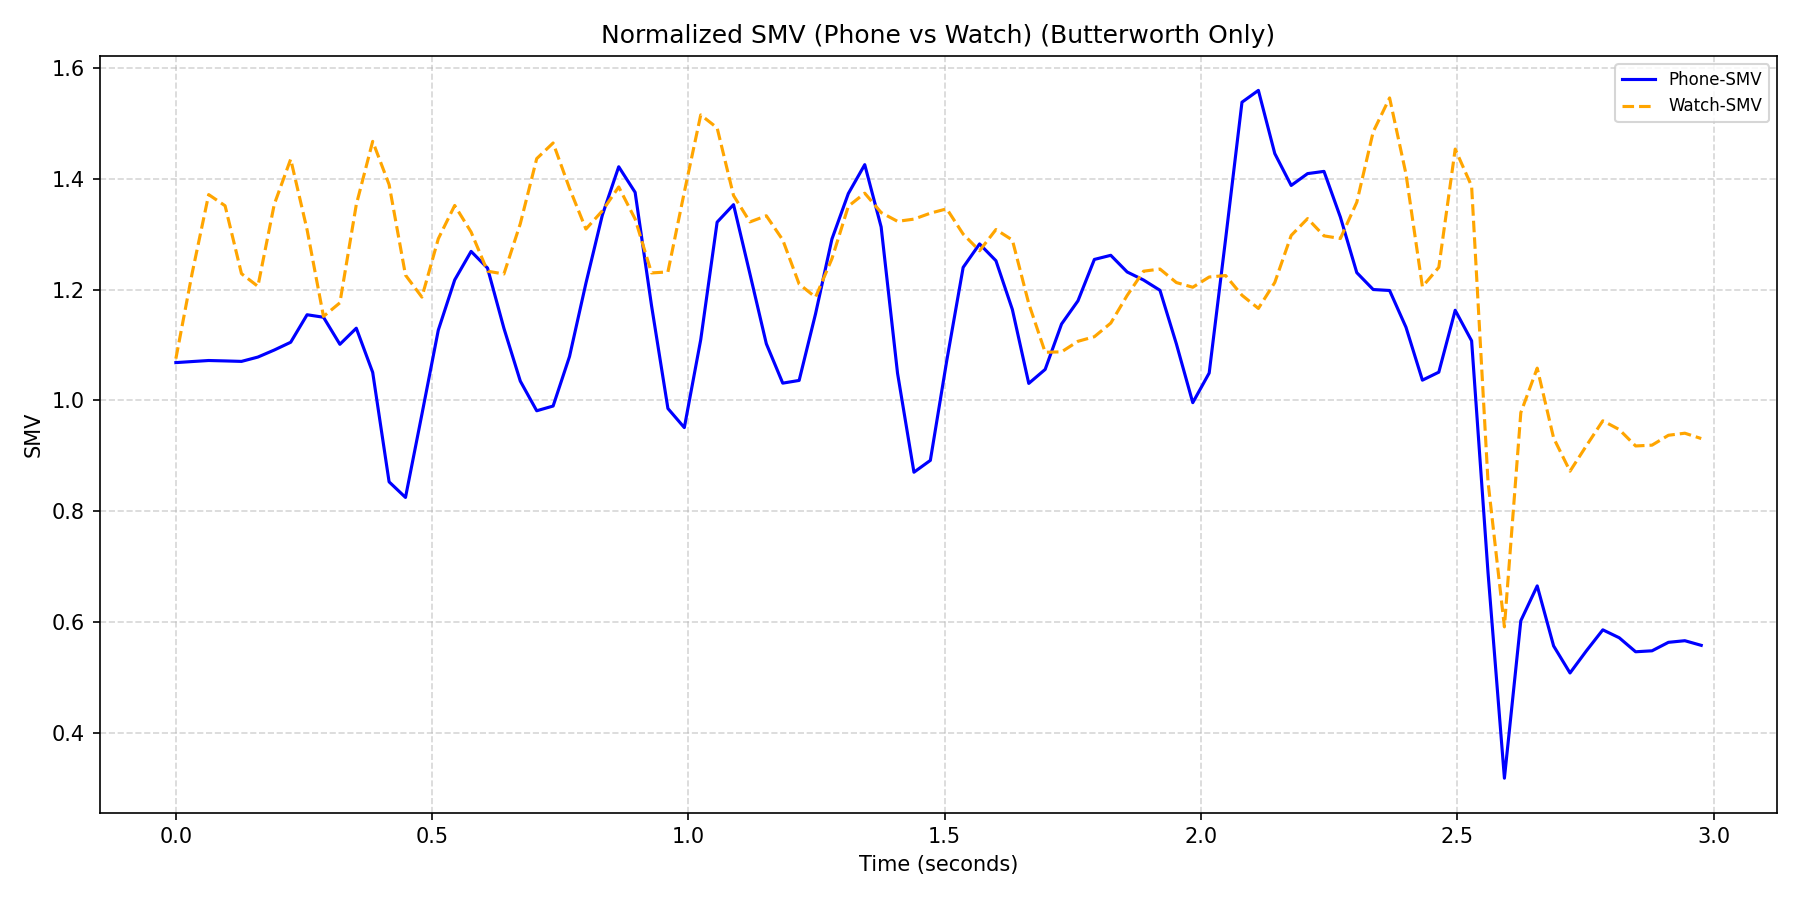 Normalized SMV (Phone vs Watch) (Butterworth Only)
Phone-SMV
Watch-SMV
1.6
1.4
1.2
1.0
0.8
0.6
0.4
SMV
0.0 0.5 1.0 1.5 2.0 2.5 3.0
Time (seconds)